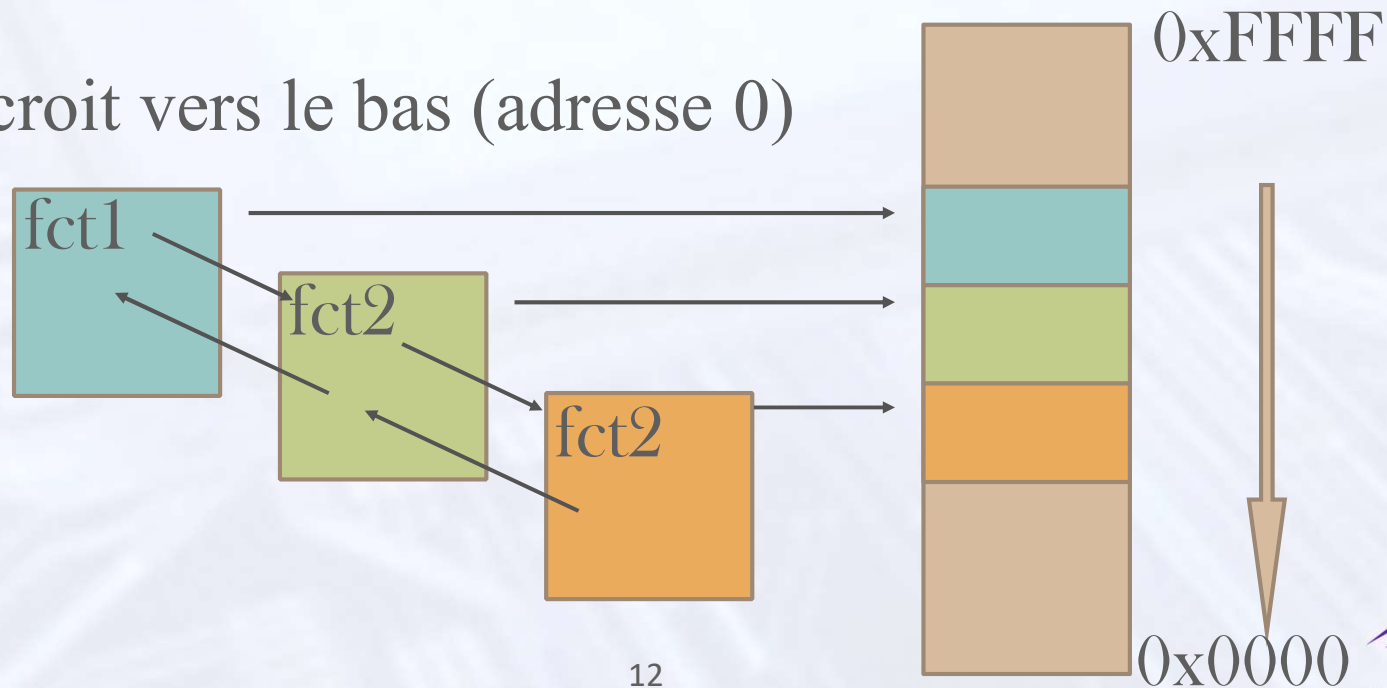 0xFFFF
croit vers le bas (adresse 0)
fct1
fct2
fct2
0x0000
12